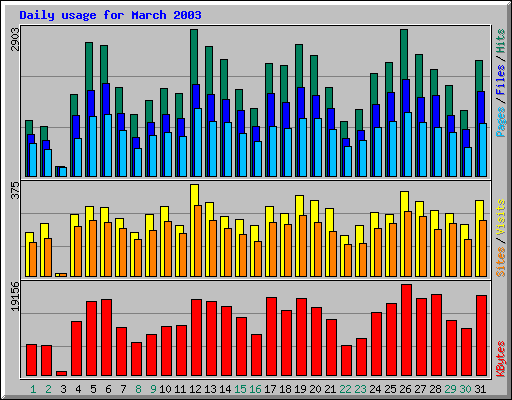 Daily usage for March 2003
2903
Pages / Files / Hits
375
Sites / Visits
19156
KBytes
1 2 3 4 5 6 7 8 9 10 11 12 13 14 15 16 17 18 19 20 21 22 23 24 25 26 27 28 29 30 31